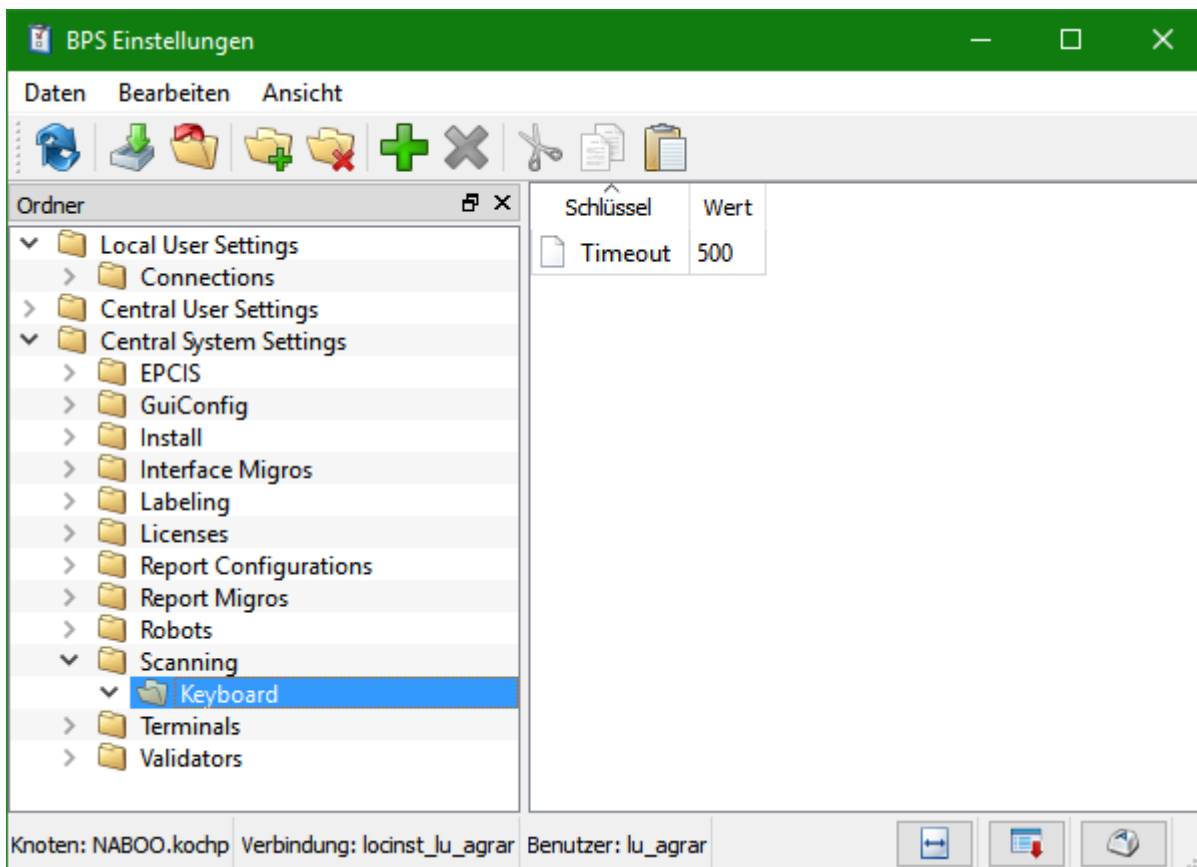 BPS Einstellungen
Daten Bearbeiten Ansicht
Ordner
Schlüssel Wert
Timeout 500
Local User Settings
Connections
Central User Settings
Central System Settings
EPCIS
GuiConfig
Install
Interface Migros
Labeling
Licenses
Report Configurations
Report Migros
Robots
Scanning
Keyboard
Terminals
Validators
Knoten: NABOO.kochp Verbindung: locinst_lu_agrar Benutzer: lu_agrar